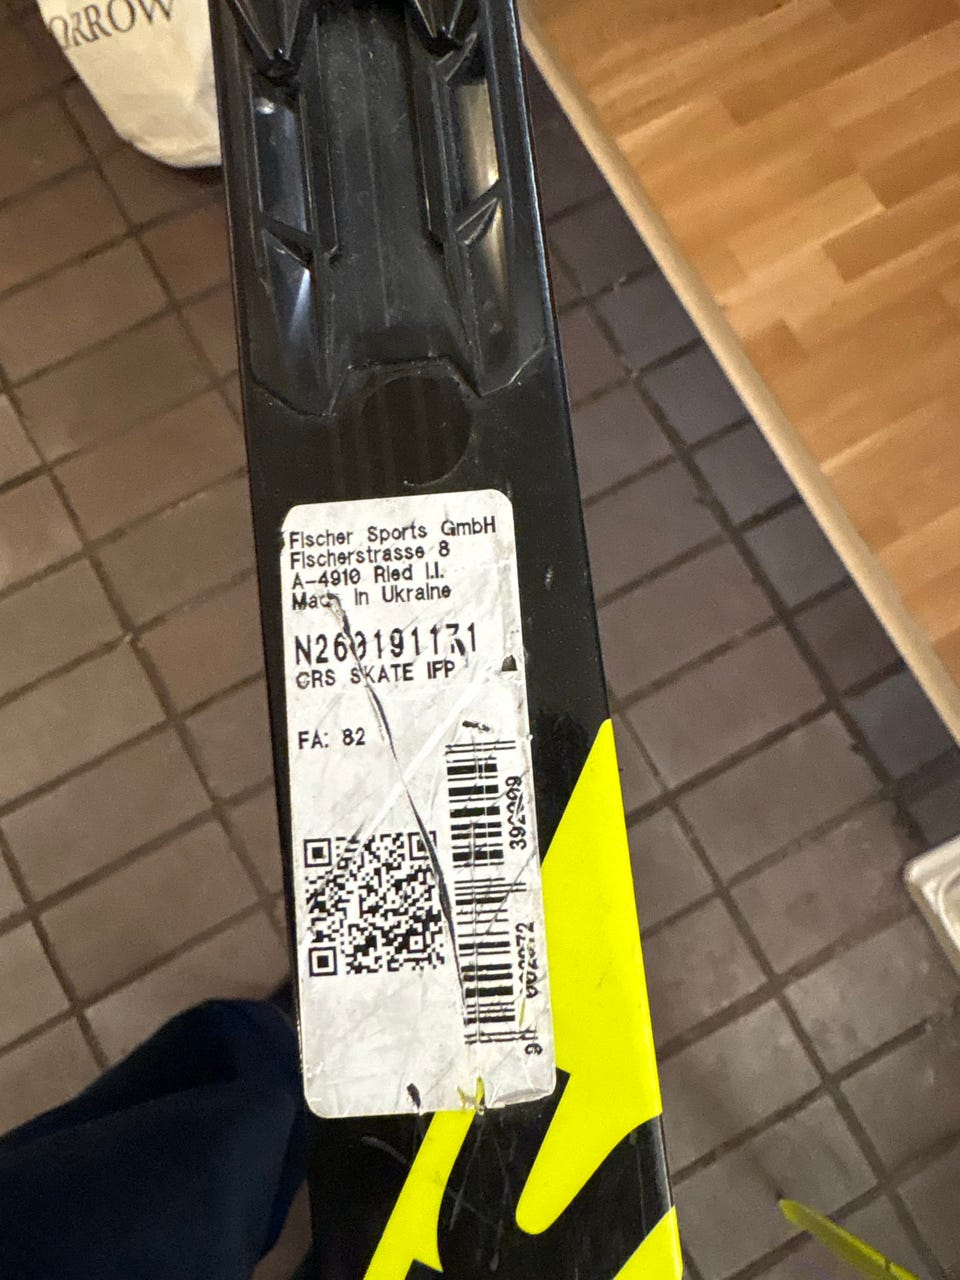 Fischer Sports GmbH
Fischerstrasse 8
A-4910 Ried I.I.
Made In Ukraine
CRS SKATE IFP
FA: 82